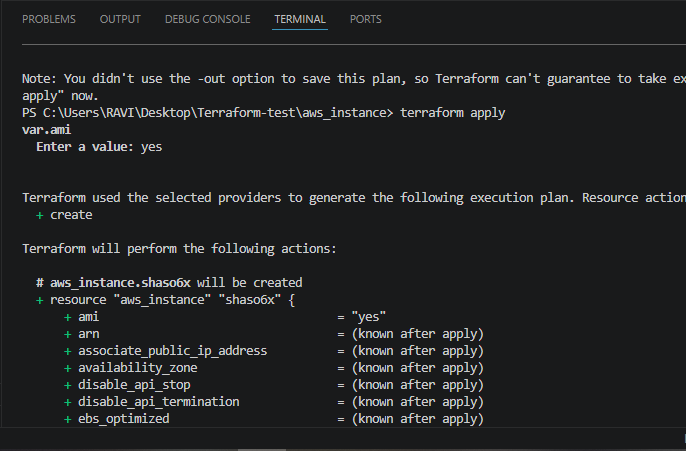 PROBLEMS OUTPUT DEBUG CONSOLE TERMINAL PORTS
Note: You didn't use the -out option to save this plan, so Terraform can't guarantee to take ex
apply" now.
PS C:\Users\RAVI\Desktop\Terraform-test\aws_instance> terraform apply
var.ami
  Enter a value: yes
Terraform used the selected providers to generate the following execution plan. Resource action
  + create
Terraform will perform the following actions:
  # aws_instance.shaso6x will be created
  + resource "aws_instance" "shaso6x" {
      + ami                                  = "yes"
      + arn                                  = (known after apply)
      + associate_public_ip_address          = (known after apply)
      + availability_zone                    = (known after apply)
      + disable_api_stop                     = (known after apply)
      + disable_api_termination              = (known after apply)
      + ebs_optimized                        = (known after apply)